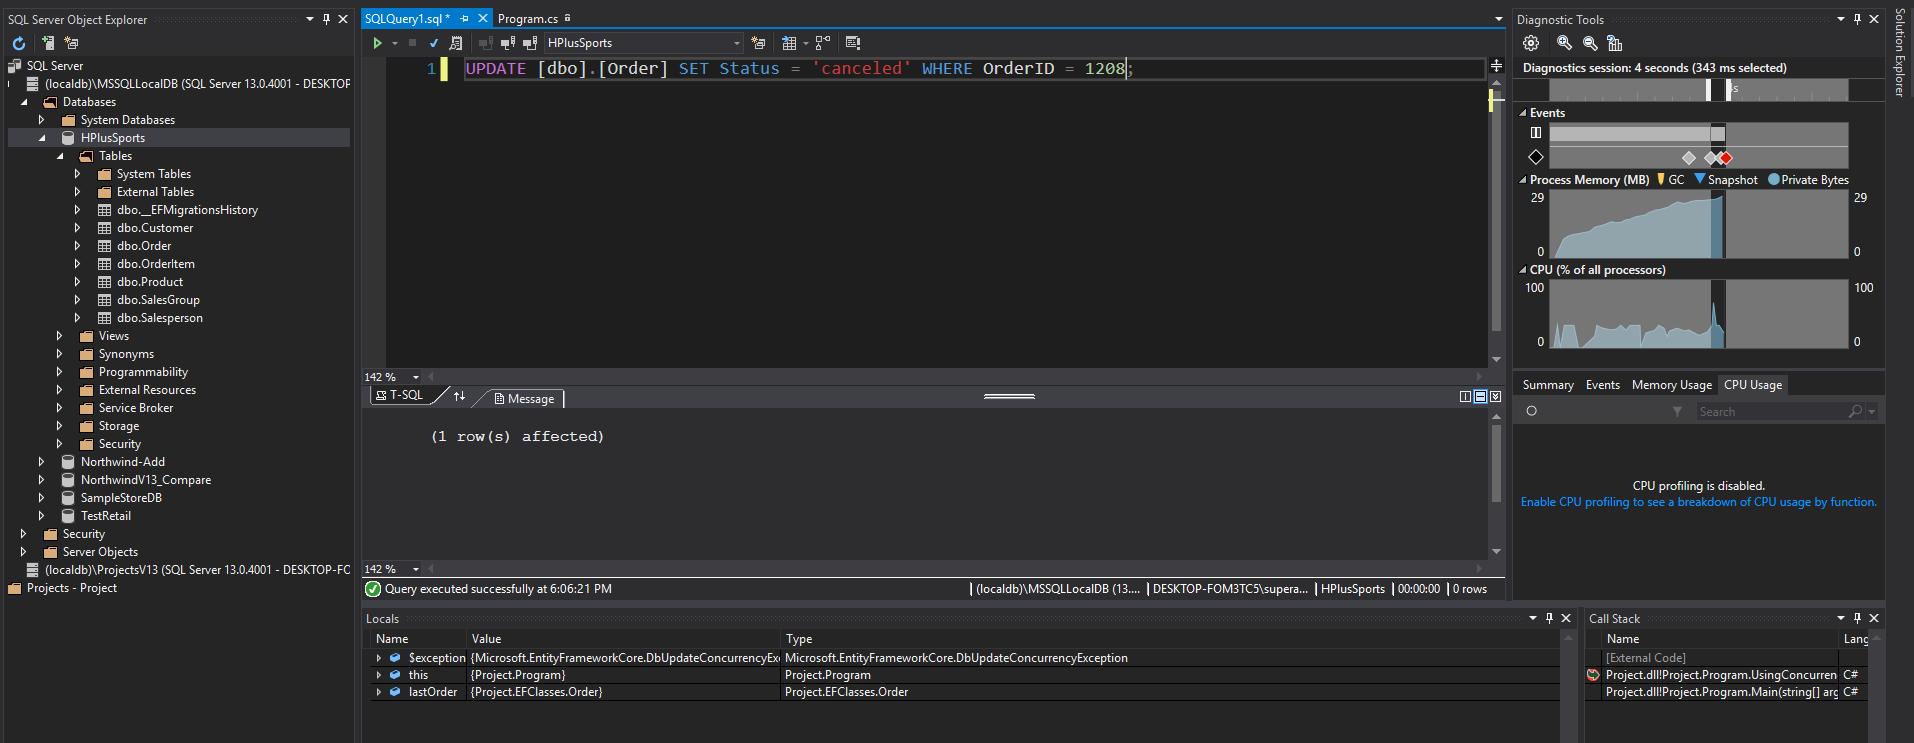 SQL Server Object Explorer
SQL Server
(localdb)\MSSQLLocalDB (SQL Server 13.0.4001 - DESKTOP
Databases
System Databases
HPlusSports
Tables
System Tables
External Tables
dbo.__EFMigrationsHistory
dbo.Customer
dbo.Order
dbo.OrderItem
dbo.Product
dbo.SalesGroup
dbo.Salesperson
Views
Synonyms
Programmability
External Resources
Service Broker
Storage
Security
Northwind-Add
NorthwindV13_Compare
SampleStoreDB
TestRetail
Security
Server Objects
(localdb)\ProjectsV13 (SQL Server 13.0.4001 - DESKTOP-FO
Projects - Project
SQLQuery1.sql * Program.cs
HPlusSports
1 UPDATE [dbo].[Order] SET Status = 'canceled' WHERE OrderID = 1208;
142 %
T-SQL Message
(1 row(s) affected)
142 %
Query executed successfully at 6:06:21 PM (localdb)\MSSQLLocalDB (13.... DESKTOP-FOM3TC5\supera... HPlusSports 00:00:00 0 rows
Locals
Name Value Type
$exception {Microsoft.EntityFrameworkCore.DbUpdateConcurrencyEx Microsoft.EntityFrameworkCore.DbUpdateConcurrencyException
this {Project.Program} Project.Program
lastOrder {Project.EFClasses.Order} Project.EFClasses.Order
Call Stack
Name Lang
[External Code]
Project.dll!Project.Program.UsingConcurren C#
Project.dll!Project.Program.Main(string[] arg C#
Diagnostic Tools
Diagnostics session: 4 seconds (343 ms selected)
Events
Process Memory (MB) GC Snapshot Private Bytes
29 29
0 0
CPU (% of all processors)
100 100
0 0
Summary Events Memory Usage CPU Usage
Search
CPU profiling is disabled.
Enable CPU profiling to see a breakdown of CPU usage by function.
Solution Explorer